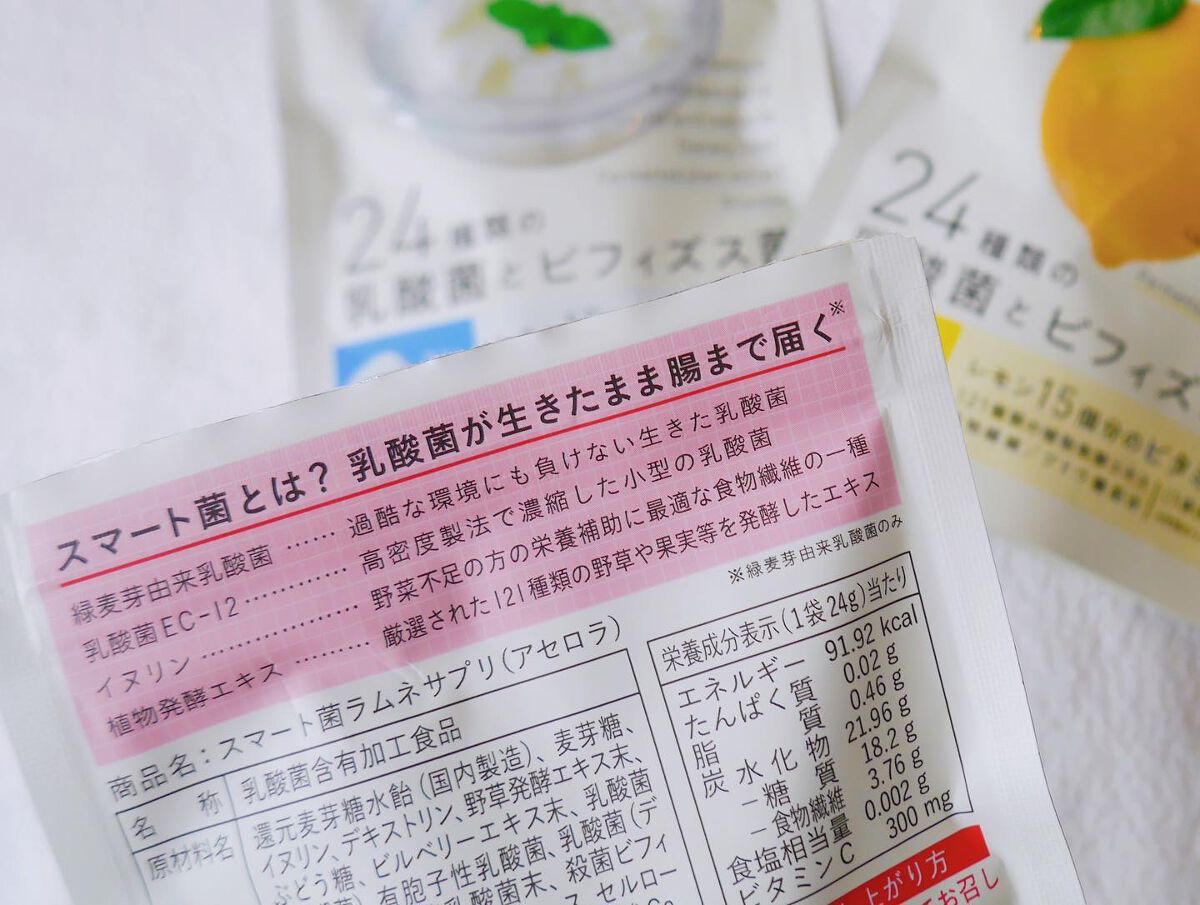 24種類の
乳酸菌とビフィズス菌
24種類の
酸菌とビフィズ
レモン15個分のビタ
スマート菌とは？ 乳酸菌が生きたまま腸まで届く※
緑麦芽由来乳酸菌 …… 過酷な環境にも負けない生きた乳酸菌
乳酸菌EC-12 ………… 高密度製法で濃縮した小型の乳酸菌
イヌリン ……………… 野菜不足の方の栄養補助に最適な食物繊維の一種
植物発酵エキス ……… 厳選された121種類の野草や果実等を発酵したエキス
※緑麦芽由来乳酸菌のみ
商品名：スマート菌ラムネサプリ（アセロラ）
名 称 乳酸菌含有加工食品
原材料名 還元麦芽糖水飴（国内製造）、麦芽糖、
イヌリン、デキストリン、野草発酵エキス末、
ぶどう糖、ビルベリーエキス末、乳酸菌
有胞子性乳酸菌、乳酸菌（デ
乳酸菌末、殺菌ビフィ
セルロー
栄養成分表示（1袋24g）当たり
エネルギー 91.92 kcal
たんぱく質 0.02 g
脂質 0.46 g
炭水化物 21.96 g
－糖質 18.2 g
－食物繊維 3.76 g
食塩相当量 0.002 g
ビタミンC 300 mg
上がり方
お召し